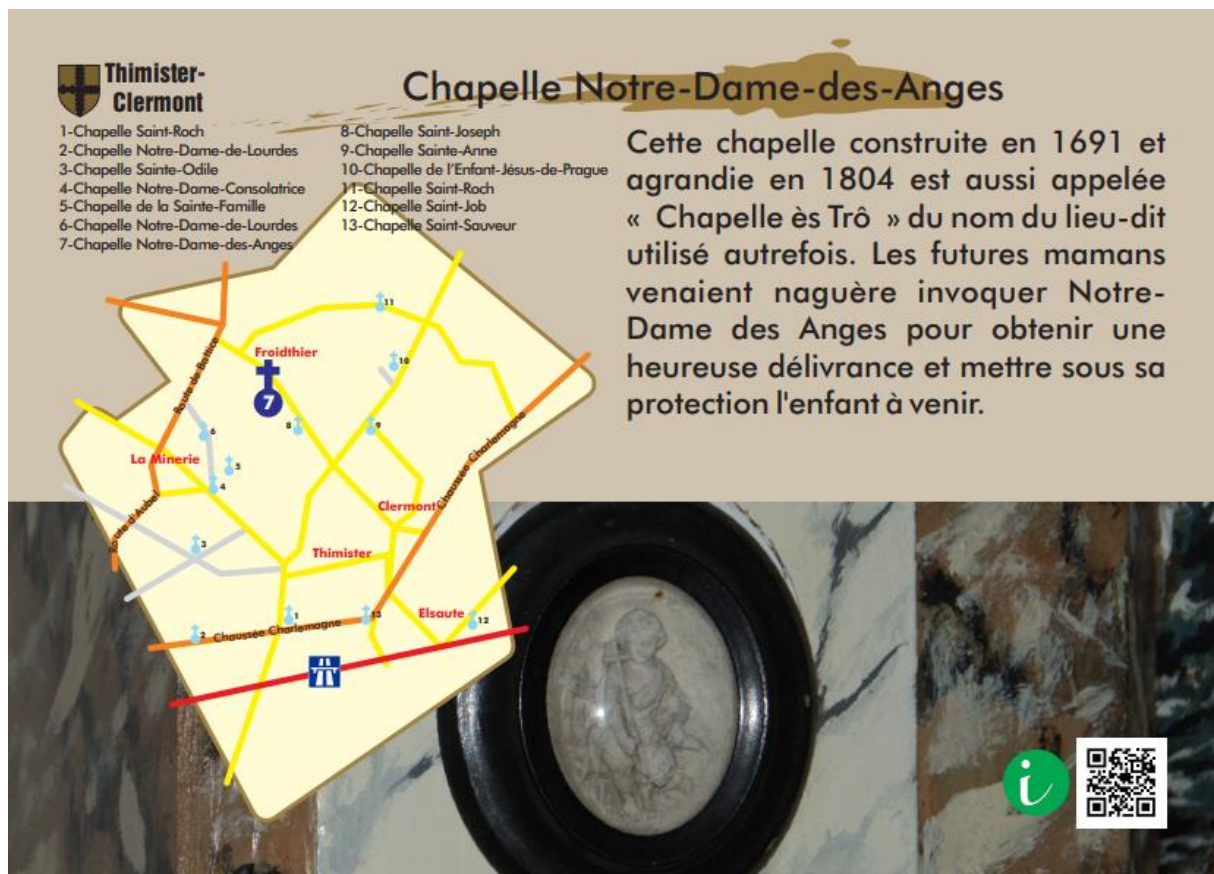 Thimister-
Clermont
Chapelle Notre-Dame-des-Anges
1-Chapelle Saint-Roch
2-Chapelle Notre-Dame-de-Lourdes
3-Chapelle Sainte-Odile
4-Chapelle Notre-Dame-Consolatrice
5-Chapelle de la Sainte-Famille
6-Chapelle Notre-Dame-de-Lourdes
7-Chapelle Notre-Dame-des-Anges
8-Chapelle Saint-Joseph
9-Chapelle Sainte-Anne
10-Chapelle de l'Enfant-Jésus-de-Prague
11-Chapelle Saint-Roch
12-Chapelle Saint-Job
13-Chapelle Saint-Sauveur
Cette chapelle construite en 1691 et
agrandie en 1804 est aussi appelée
« Chapelle ès Trô » du nom du lieu-dit
utilisé autrefois. Les futures mamans
venaient naguère invoquer Notre-
Dame des Anges pour obtenir une
heureuse délivrance et mettre sous sa
protection l'enfant à venir.
11
Froidthier
Route de Battice
10
7
8
9
6
La Minerie
5
4
Chaussée Charlemagne
Clermont
Route d'Aubel
3
Thimister
1
13
Elsaute
12
2
Chaussée Charlemagne
i